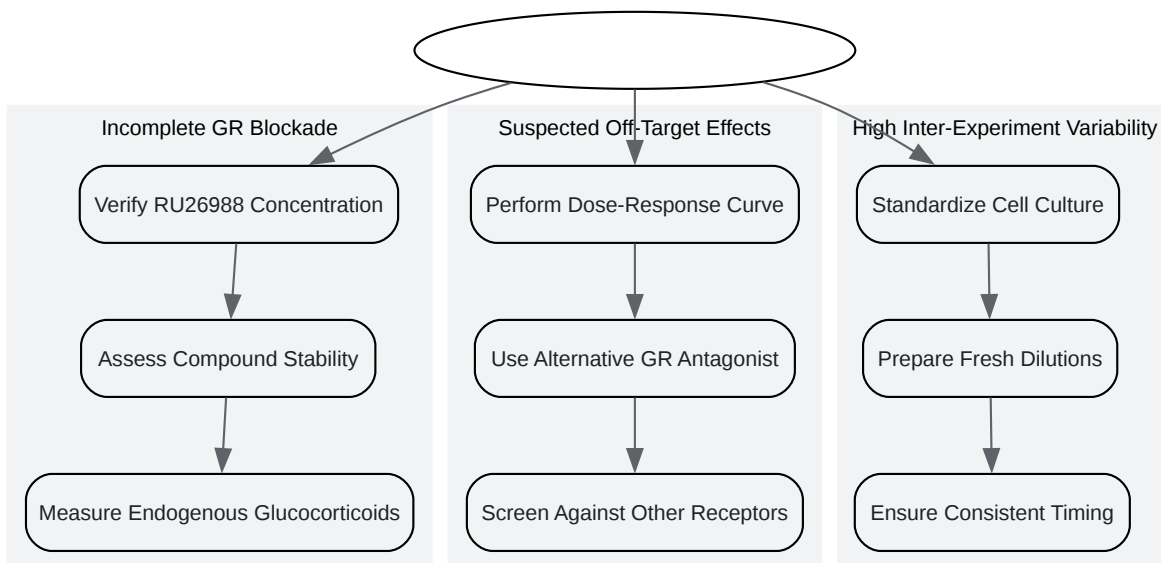 Incomplete GR Blockade
Suspected Off-Target Effects
High Inter-Experiment Variability
Verify RU26988 Concentration
Perform Dose-Response Curve
Standardize Cell Culture
Assess Compound Stability
Use Alternative GR Antagonist
Prepare Fresh Dilutions
Measure Endogenous Glucocorticoids
Screen Against Other Receptors
Ensure Consistent Timing